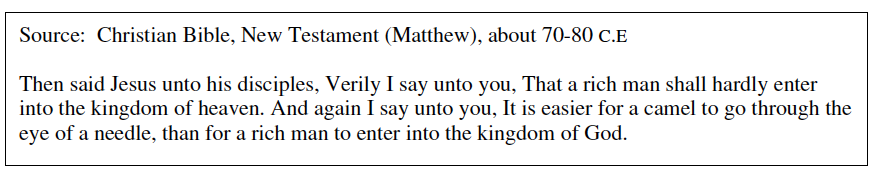 Source:  Christian Bible, New Testament (Matthew), about 70-80 C.E
Then said Jesus unto his disciples, Verily I say unto you, That a rich man shall hardly enter
into the kingdom of heaven. And again I say unto you, It is easier for a camel to go through the
eye of a needle, than for a rich man to enter into the kingdom of God.